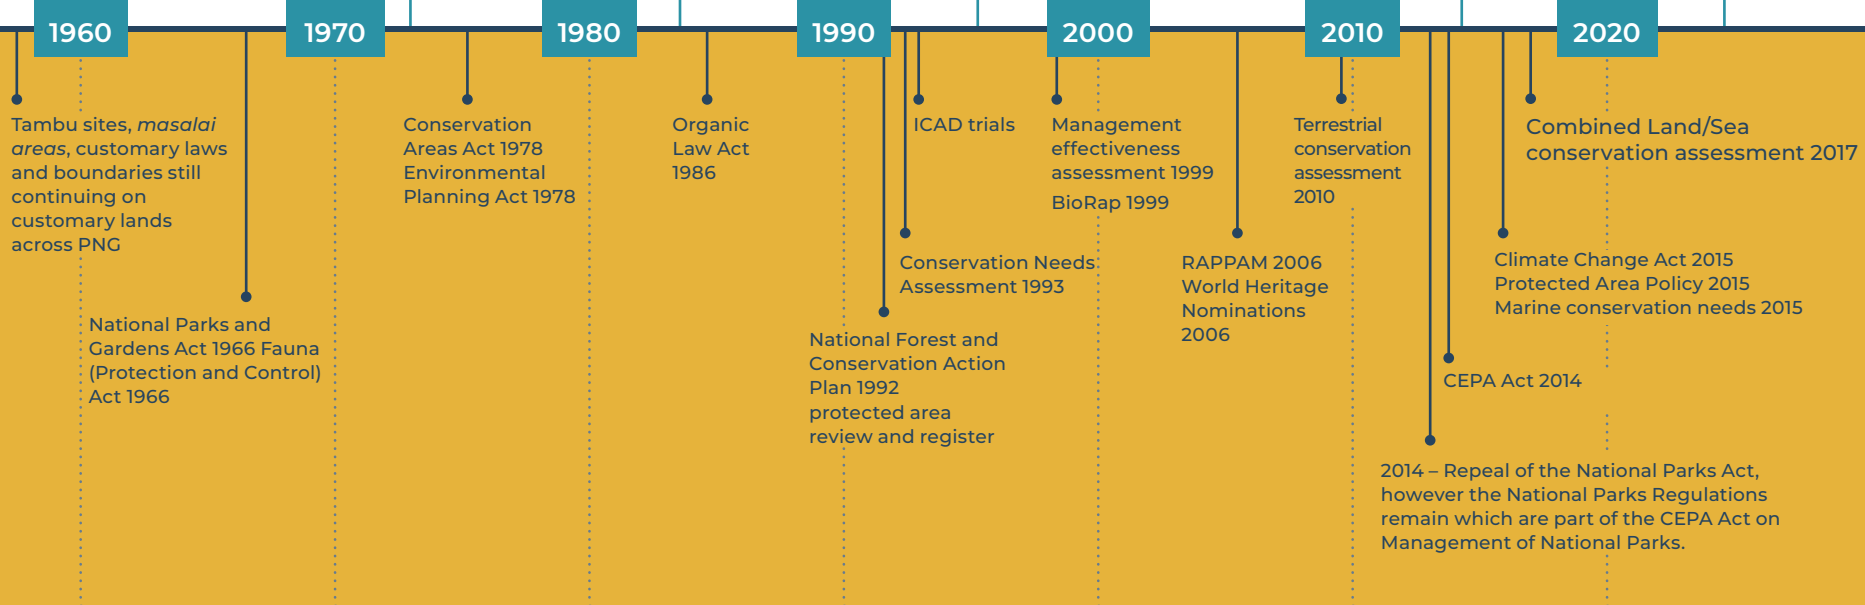 1960
1970
1980
1990
2000
2010
2020
Tambu sites, masalai
areas, customary laws
and boundaries still
continuing on
customary lands
across PNG
National Parks and
Gardens Act 1966 Fauna
(Protection and Control)
Act 1966
Conservation
Areas Act 1978
Environmental
Planning Act 1978
Organic
Law Act
1986
National Forest and
Conservation Action
Plan 1992
protected area
review and register
Conservation Needs
Assessment 1993
ICAD trials
Management
effectiveness
assessment 1999
BioRap 1999
RAPPAM 2006
World Heritage
Nominations
2006
Terrestrial
conservation
assessment
2010
2014 – Repeal of the National Parks Act,
however the National Parks Regulations
remain which are part of the CEPA Act on
Management of National Parks.
CEPA Act 2014
Climate Change Act 2015
Protected Area Policy 2015
Marine conservation needs 2015
Combined Land/Sea
conservation assessment 2017